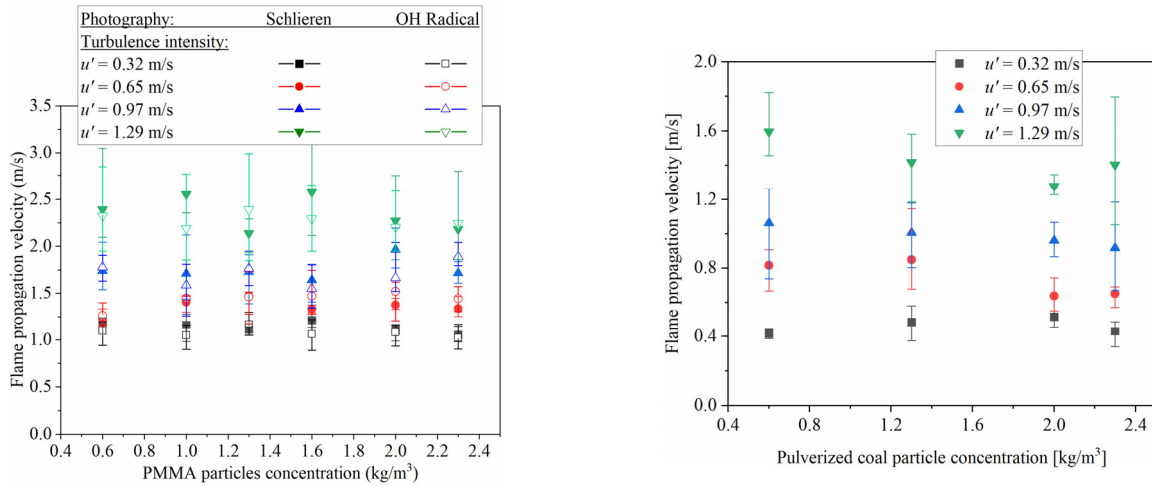 Photography: Schlieren OH Radical
Turbulence intensity:
u' = 0.32 m/s
u' = 0.65 m/s
u' = 0.97 m/s
u' = 1.29 m/s
3.5
3.0
2.5
2.0
1.5
1.0
0.5
0.0
Flame propagation velocity (m/s)
0.4 0.6 0.8 1.0 1.2 1.4 1.6 1.8 2.0 2.2 2.4
PMMA particles concentration (kg/m³)
u' = 0.32 m/s
u' = 0.65 m/s
u' = 0.97 m/s
u' = 1.29 m/s
2.0
1.6
1.2
0.8
0.4
0.0
Flame propagation velocity [m/s]
0.4 0.8 1.2 1.6 2.0 2.4
Pulverized coal particle concentration [kg/m³]